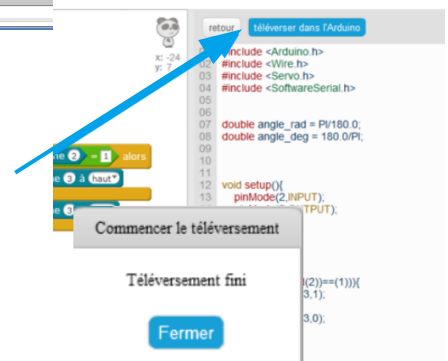 retour téléverser dans l'Arduino
x: -24
y: 7
#include <Arduino.h>
02 #include <Wire.h>
03 #include <Servo.h>
04 #include <SoftwareSerial.h>
05
06
07 double angle_rad = PI/180.0;
08 double angle_deg = 180.0/PI;
09
10
11
12 void setup(){
13 pinMode(2,INPUT);
2 = 1 alors
3 à haut
3
TPUT);
Commencer le téléversement
Téléversement fini
Fermer
(2))==(1))){
3,1);
3,0);